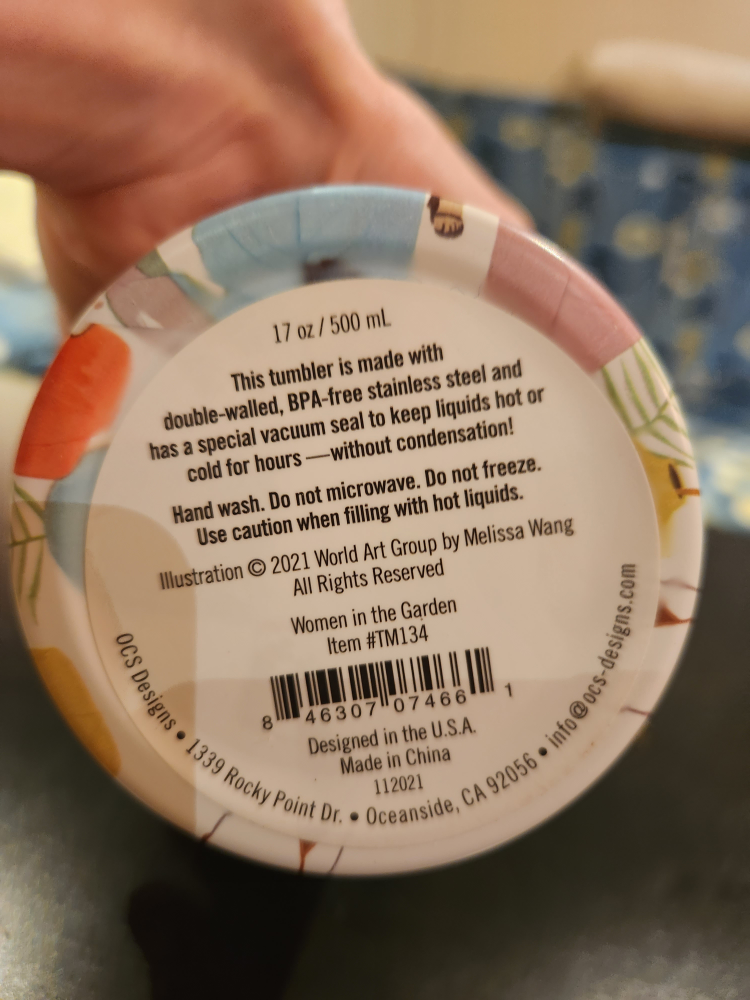 17 oz / 500 mL
This tumbler is made with
double-walled, BPA-free stainless steel and
has a special vacuum seal to keep liquids hot or
cold for hours —without condensation!
Hand wash. Do not microwave. Do not freeze.
Use caution when filling with hot liquids.
Illustration © 2021 World Art Group by Melissa Wang
All Rights Reserved
Women in the Garden
Item #TM134
8 46307 07466 1
Designed in the U.S.A.
Made in China
112021
OCS Designs • 1339 Rocky Point Dr. • Oceanside, CA 92056 • info@ocs-designs.com